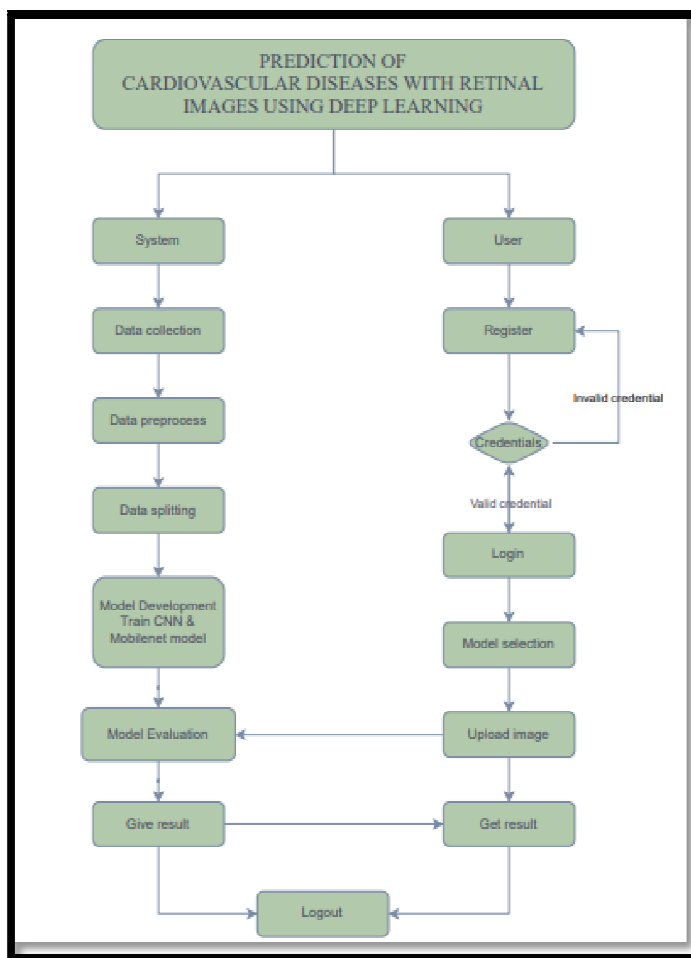 PREDICTION OF
CARDIOVASCULAR DISEASES WITH RETINAL
IMAGES USING DEEP LEARNING
System
User
Data collection
Register
Invalid credential
Data preprocess
Credentials
Valid credential
Data splitting
Login
Model Development
Train CNN &
Mobilenet model
Model selection
Model Evaluation
Upload image
Give result
Get result
Logout